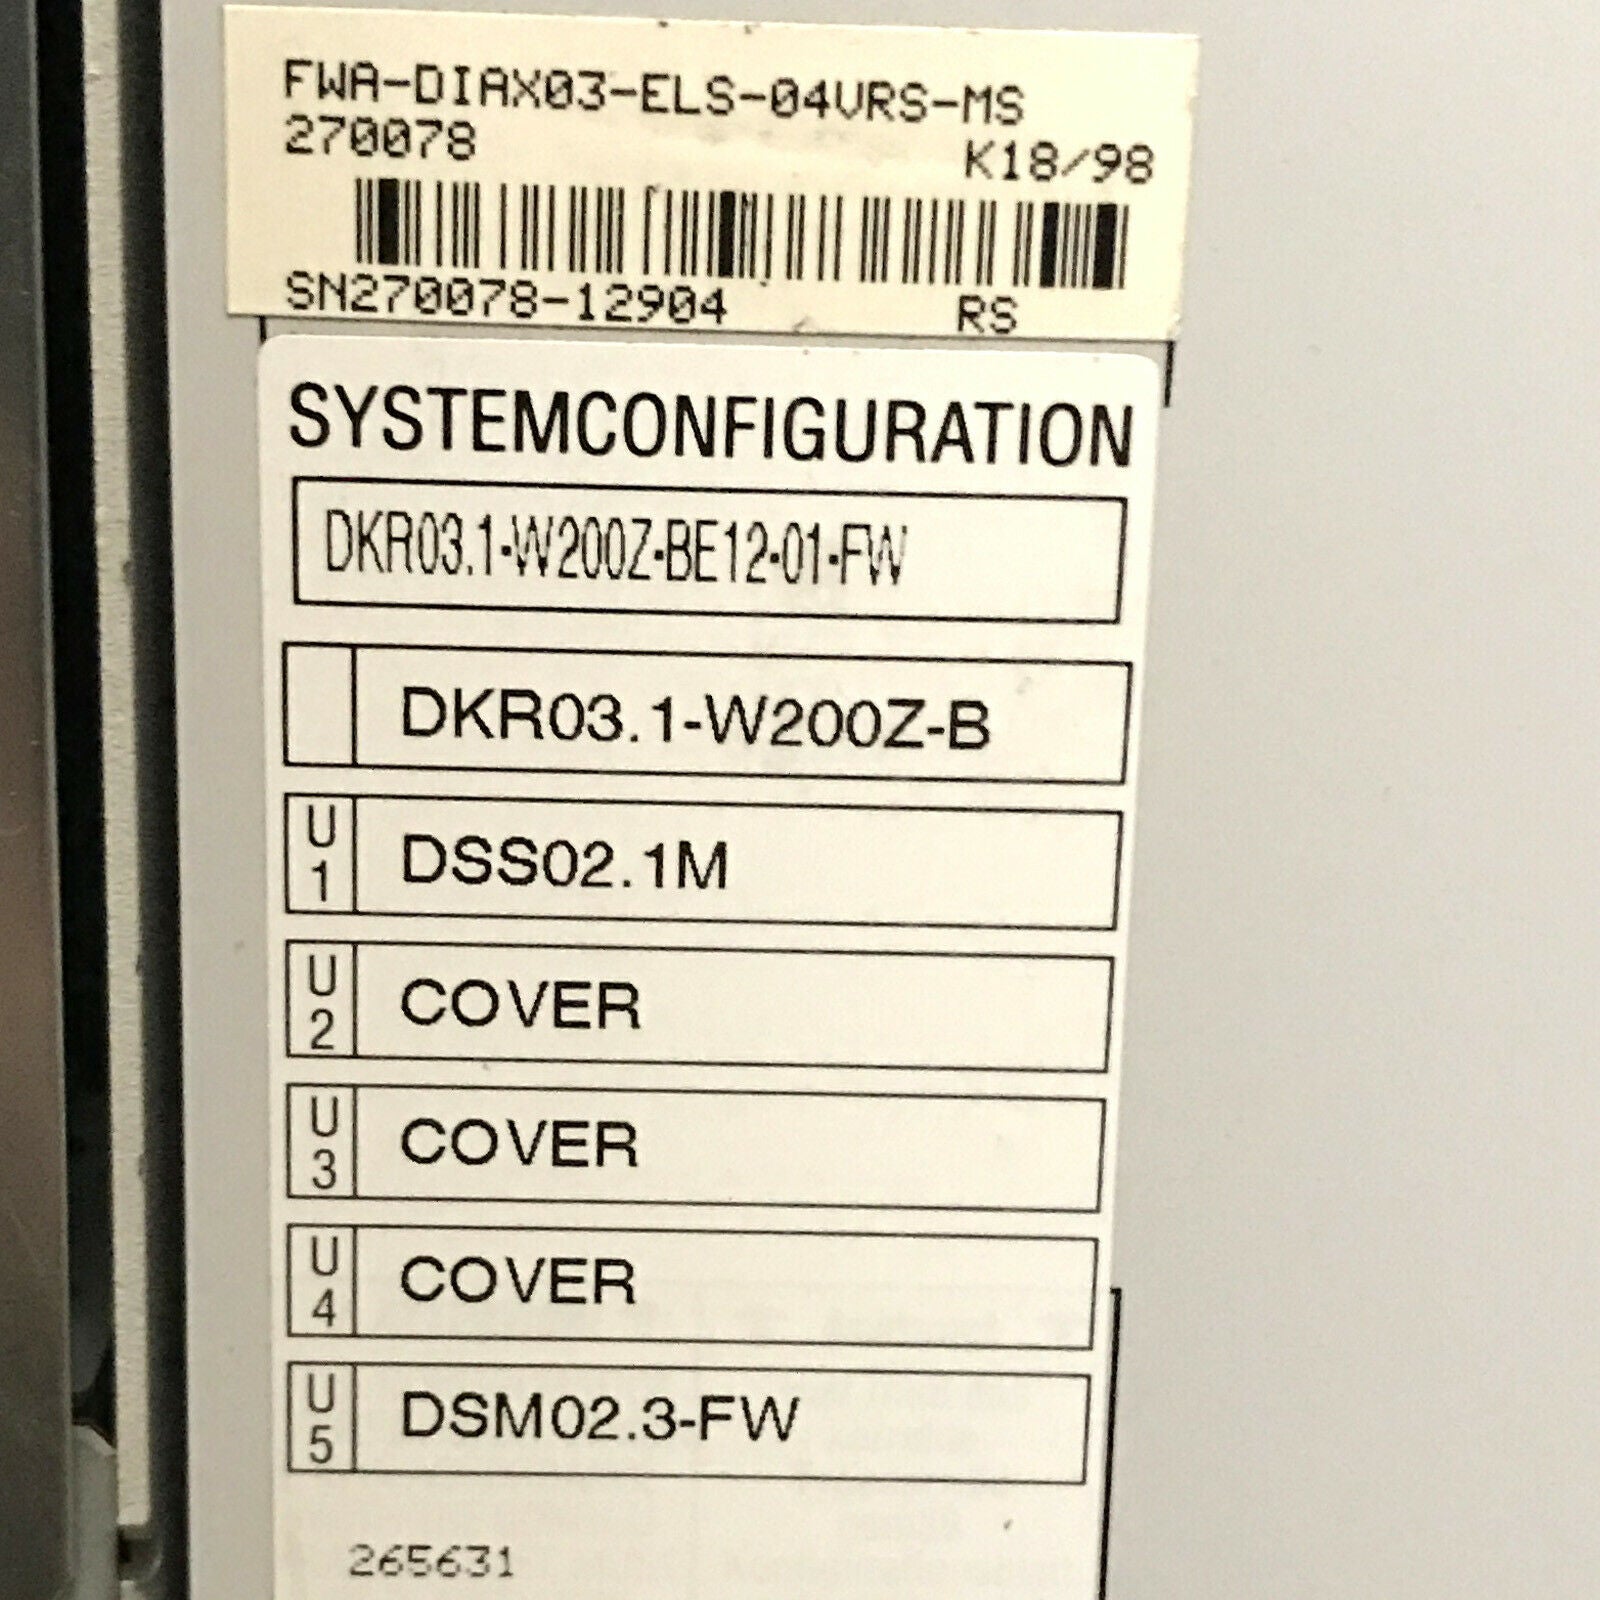 FWA-DIAX03-ELS-04VRS-MS
270078 K18/98
SN270078-12904 RS
SYSTEMCONFIGURATION
DKR03.1-W200Z-BE12-01-FW
DKR03.1-W200Z-B
U1 DSS02.1M
U2 COVER
U3 COVER
U4 COVER
U5 DSM02.3-FW
265631